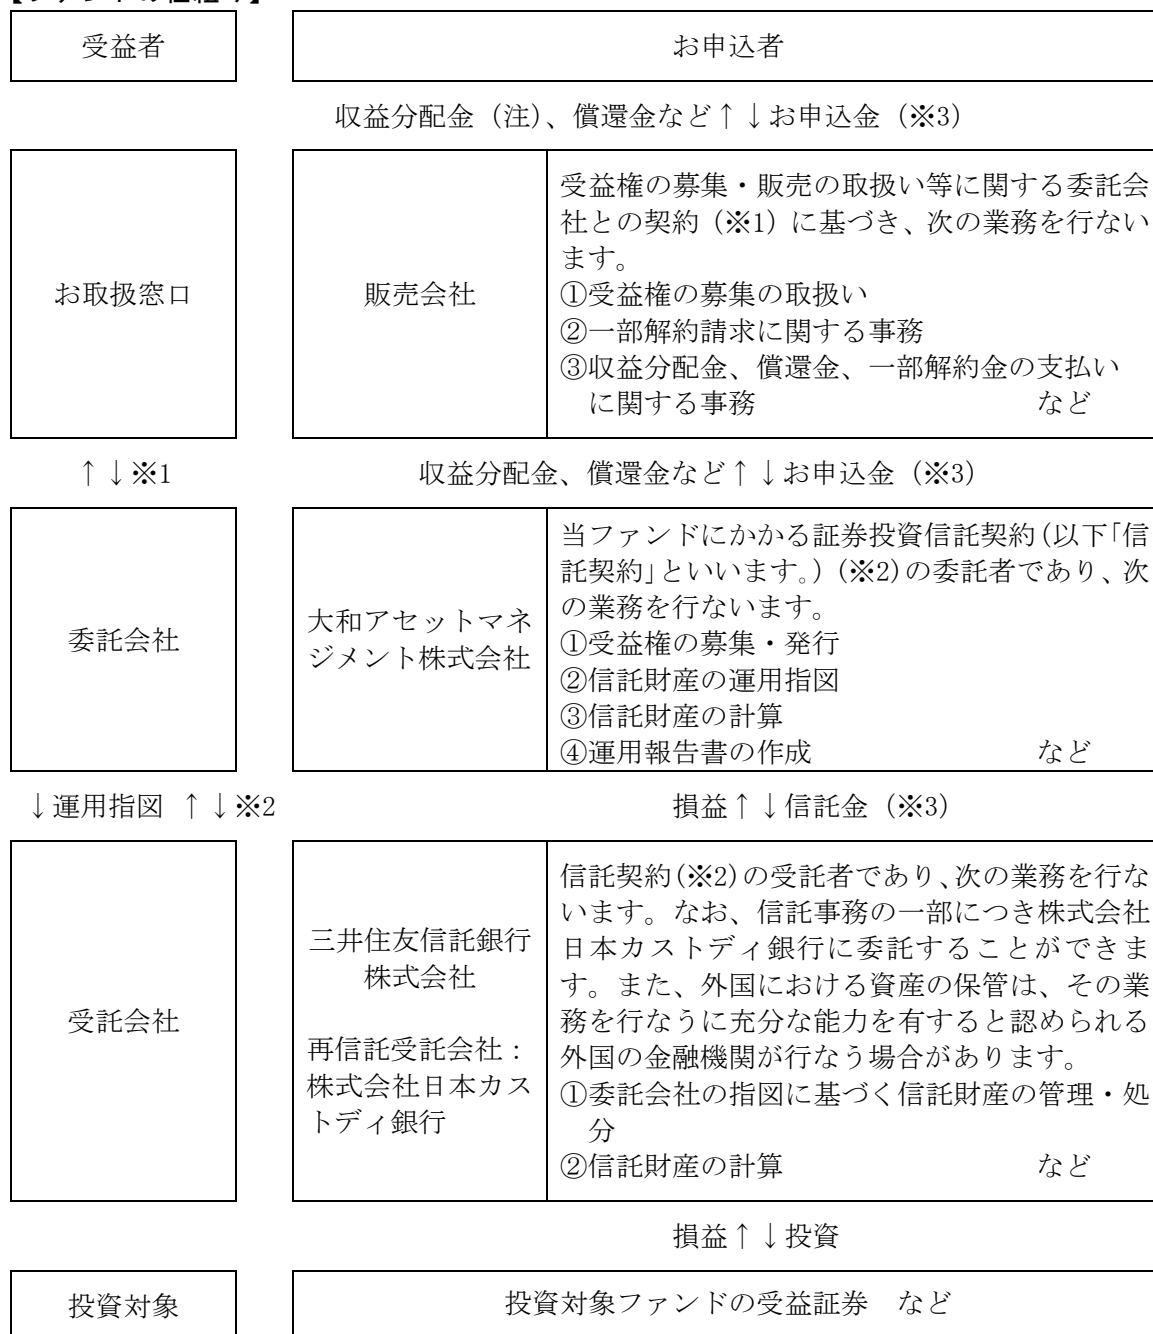 【ファンドの仕組み】
受益者
お申込者
収益分配金（注）、償還金など↑↓お申込金（※3）
お取扱窓口
販売会社
受益権の募集・販売の取扱い等に関する委託会
社との契約（※1）に基づき、次の業務を行ない
ます。
①受益権の募集の取扱い
②一部解約請求に関する事務
③収益分配金、償還金、一部解約金の支払い
に関する事務　など
↑↓※1
収益分配金、償還金など↑↓お申込金（※3）
委託会社
大和アセットマネ
ジメント株式会社
当ファンドにかかる証券投資信託契約(以下「信
託契約」といいます。）(※2)の委託者であり、次
の業務を行ないます。
①受益権の募集・発行
②信託財産の運用指図
③信託財産の計算
④運用報告書の作成　など
↓運用指図 ↑↓※2
損益↑↓信託金（※3）
受託会社
三井住友信託銀行
株式会社
再信託受託会社：
株式会社日本カス
トディ銀行
信託契約(※2)の受託者であり、次の業務を行な
います。なお、信託事務の一部につき株式会社
日本カストディ銀行に委託することができま
す。また、外国における資産の保管は、その業
務を行なうに充分な能力を有すると認められる
外国の金融機関が行なう場合があります。
①委託会社の指図に基づく信託財産の管理・処
分
②信託財産の計算　など
損益↑↓投資
投資対象
投資対象ファンドの受益証券　など